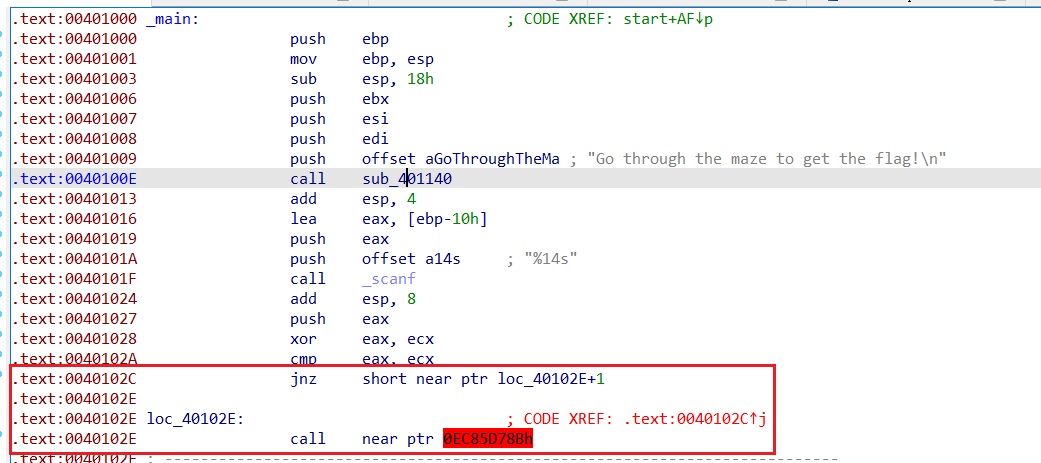 .text:00401000 _main: ; CODE XREF: start+AF↓p
.text:00401000 push ebp
.text:00401001 mov ebp, esp
.text:00401003 sub esp, 18h
.text:00401006 push ebx
.text:00401007 push esi
.text:00401008 push edi
.text:00401009 push offset aGoThroughTheMa ; "Go through the maze to get the flag!\n"
.text:0040100E call sub_401140
.text:00401013 add esp, 4
.text:00401016 lea eax, [ebp-10h]
.text:00401019 push eax
.text:0040101A push offset a14s ; "%14s"
.text:0040101F call _scanf
.text:00401024 add esp, 8
.text:00401027 push eax
.text:00401028 xor eax, ecx
.text:0040102A cmp eax, ecx
.text:0040102C jnz short near ptr loc_40102E+1
.text:0040102E
.text:0040102E loc_40102E: ; CODE XREF: .text:0040102C↑j
.text:0040102E call near ptr 0EC85D78Bh
.text:0040102E ; ---------------------------------------------------------------------------